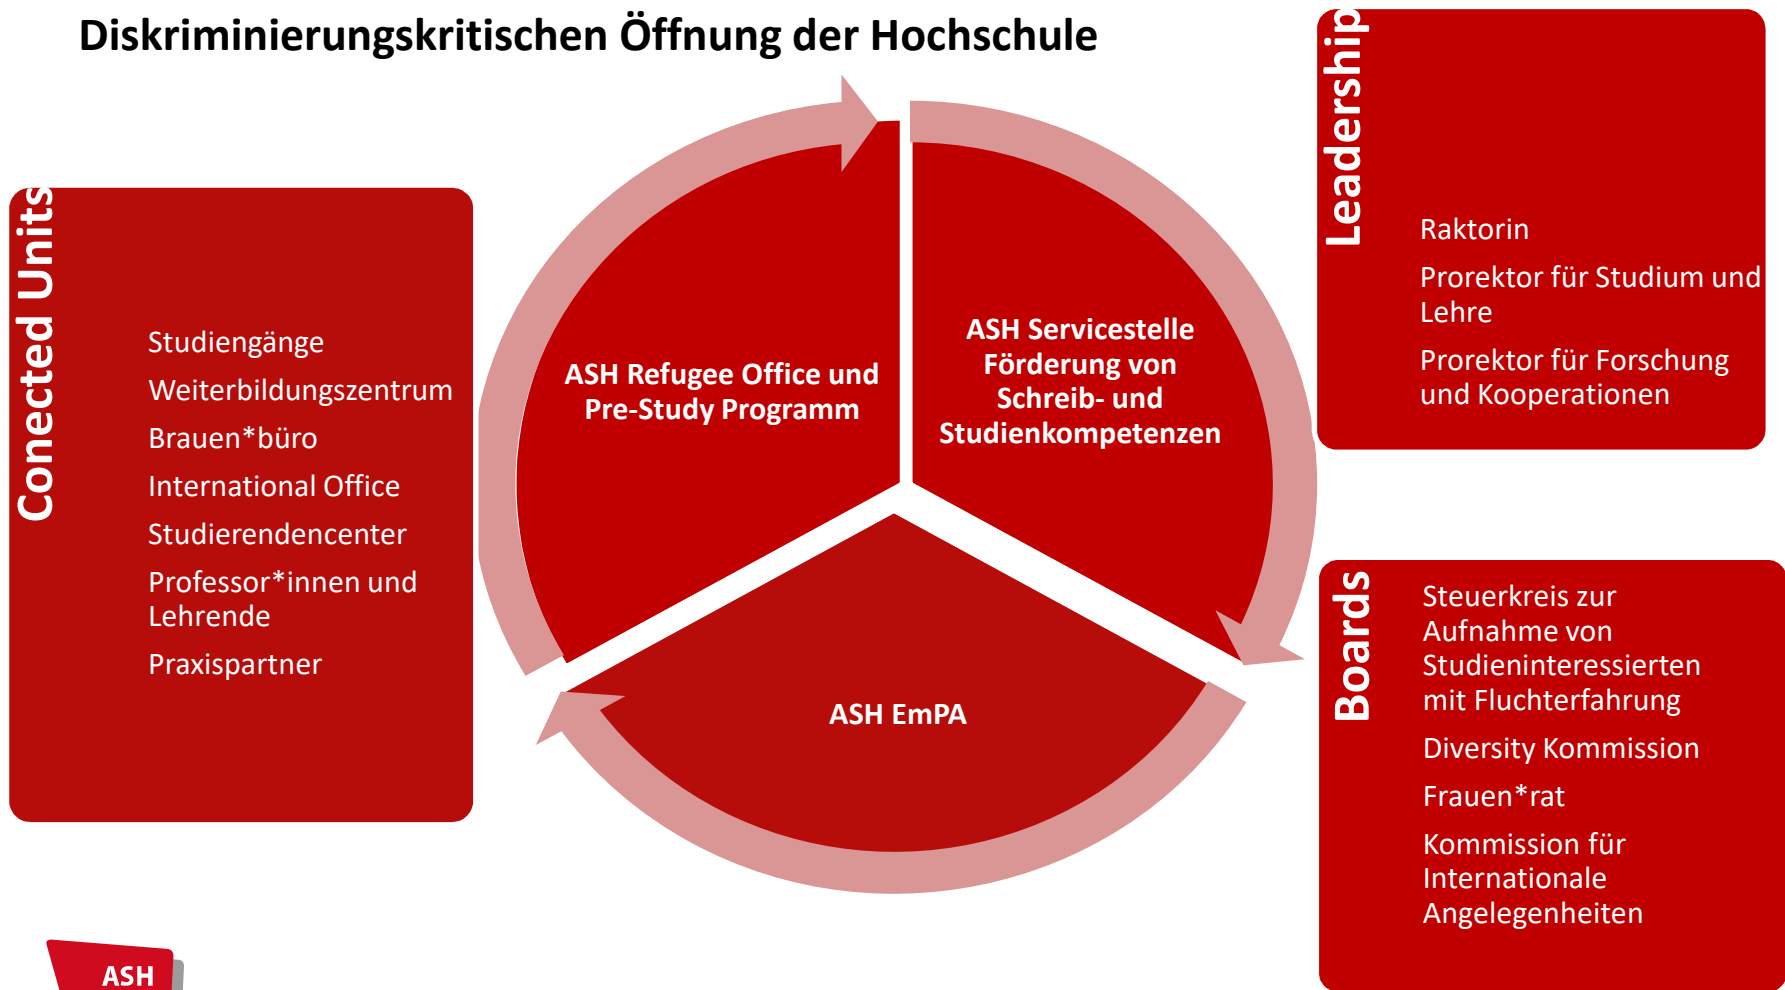 Diskriminierungskritischen Öffnung der Hochschule
Conected Units
Studiengänge
Weiterbildungszentrum
Brauen*büro
International Office
Studierendencenter
Professor*innen und
Lehrende
Praxispartner
ASH Refugee Office und
Pre-Study Programm
ASH Servicestelle
Förderung von
Schreib- und
Studienkompetenzen
ASH EmPA
Leadership
Raktorin
Prorektor für Studium und
Lehre
Prorektor für Forschung
und Kooperationen
Boards
Steuerkreis zur
Aufnahme von
Studieninteressierten
mit Fluchterfahrung
Diversity Kommission
Frauen*rat
Kommission für
Internationale
Angelegenheiten
ASH